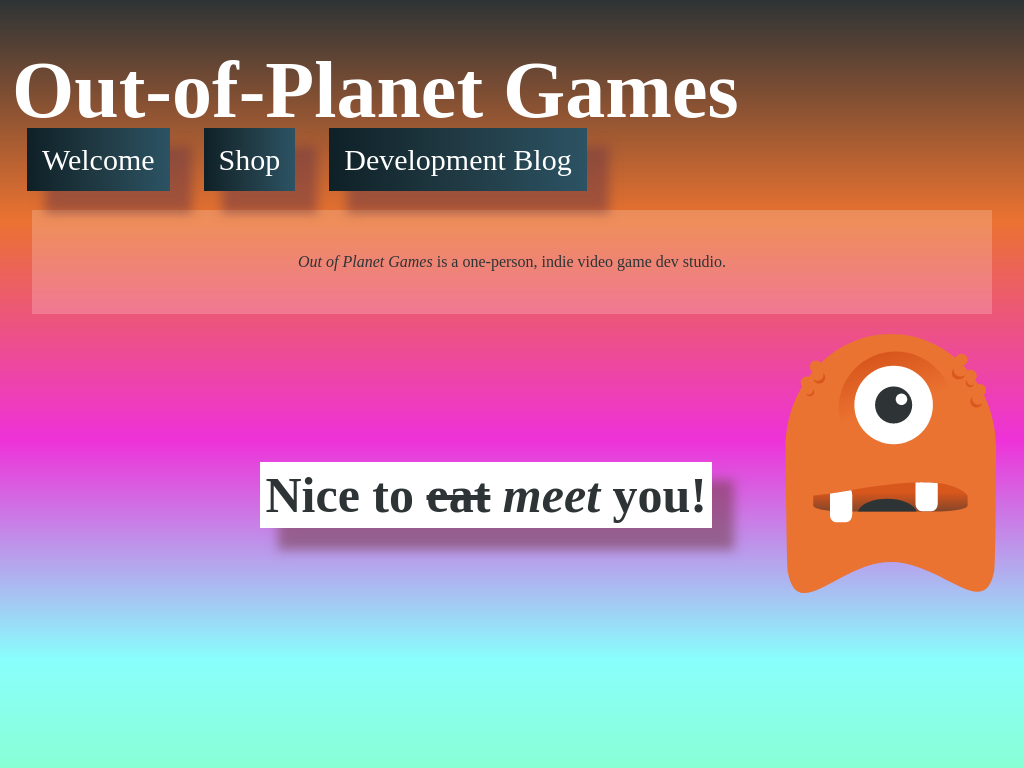 Out-of-Planet Games
Welcome Shop Development Blog
Out of Planet Games is a one-person, indie video game dev studio.
Nice to eat meet you!